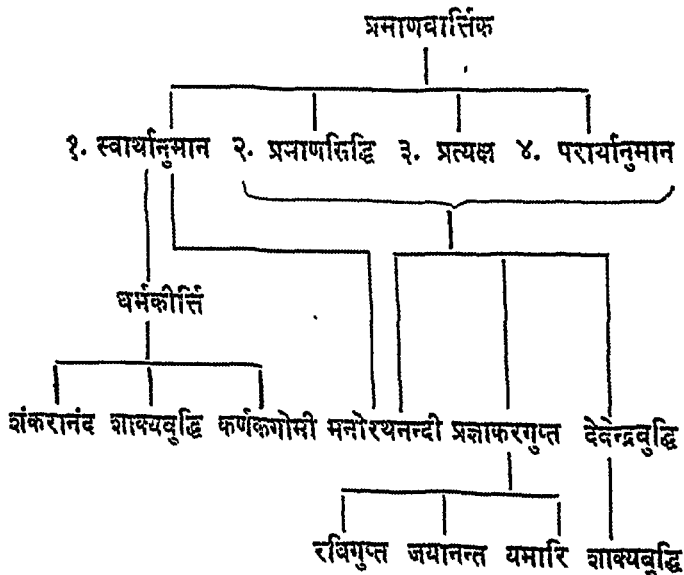 प्रमाणवार्त्तिक
१. स्वार्थानुमान २. प्रमाणसिद्धि ३. प्रत्यक्ष ४. परार्थानुमान
धर्मकीर्त्ति
शंकरानंद शाक्यबुद्धि कर्णकगोमी मनोरथनन्दी प्रज्ञाकरगुप्त देवेन्द्रबुद्धि
रविगुप्त जयानन्त यमारि शाक्यबुद्धि